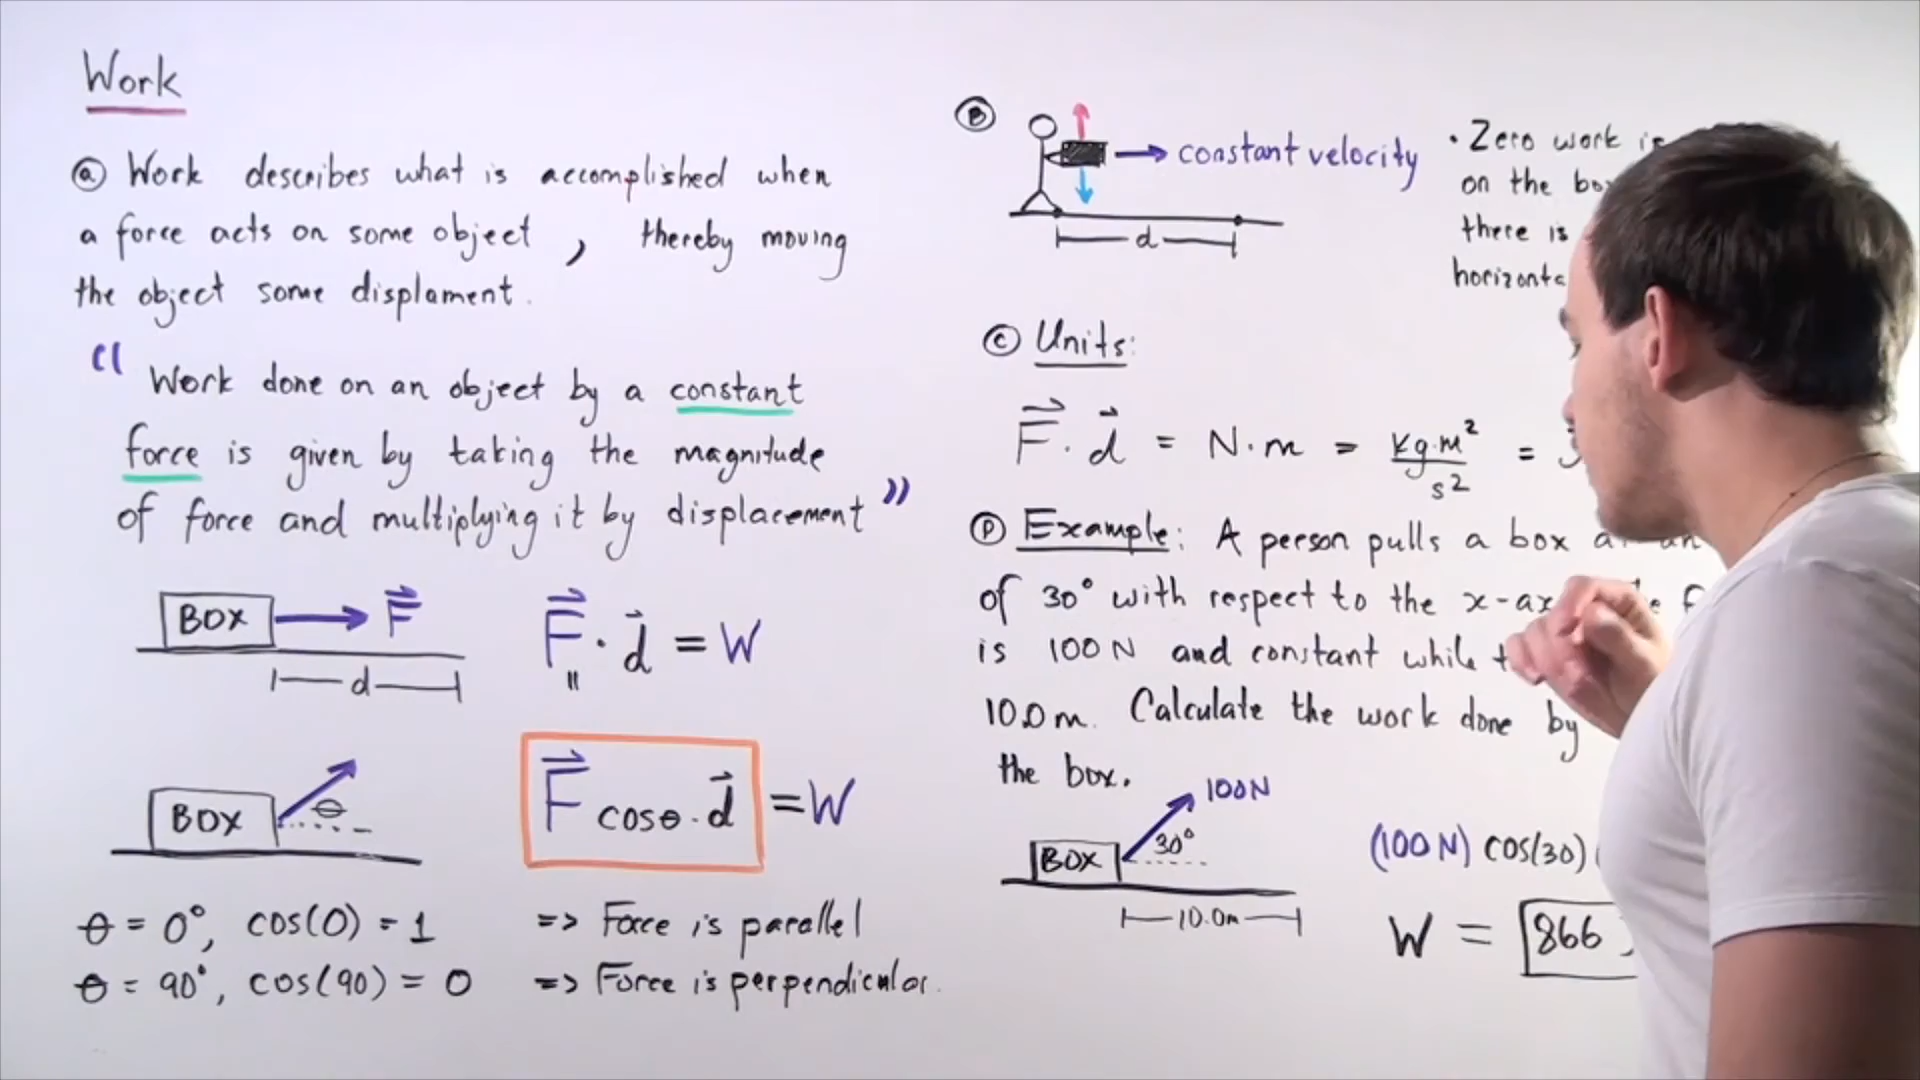 Work
ⓐ Work describes what is accomplished when
a force acts on some object, thereby moving
the object some displament.
" Work done on an object by a constant
force is given by taking the magnitude
of force and multiplying it by displacement "
BOX F
d
F · d = W
"
BOX θ
F cosθ · d = W
θ = 0°, cos(0) = 1 => Force is parallel
θ = 90°, cos(90) = 0 => Force is perpendicular.
Ⓑ constant velocity
d
• Zero work is
on the box
there is
horizonta
Ⓒ Units:
F · d = N·m = kg·m²/s² = J
Ⓓ Example: A person pulls a box at an
of 30° with respect to the x-ax
is 100 N and constant while
10.0 m. Calculate the work done by
the box.
BOX 30° 100N
10.0m
(100 N) cos(30)
W = 866 J